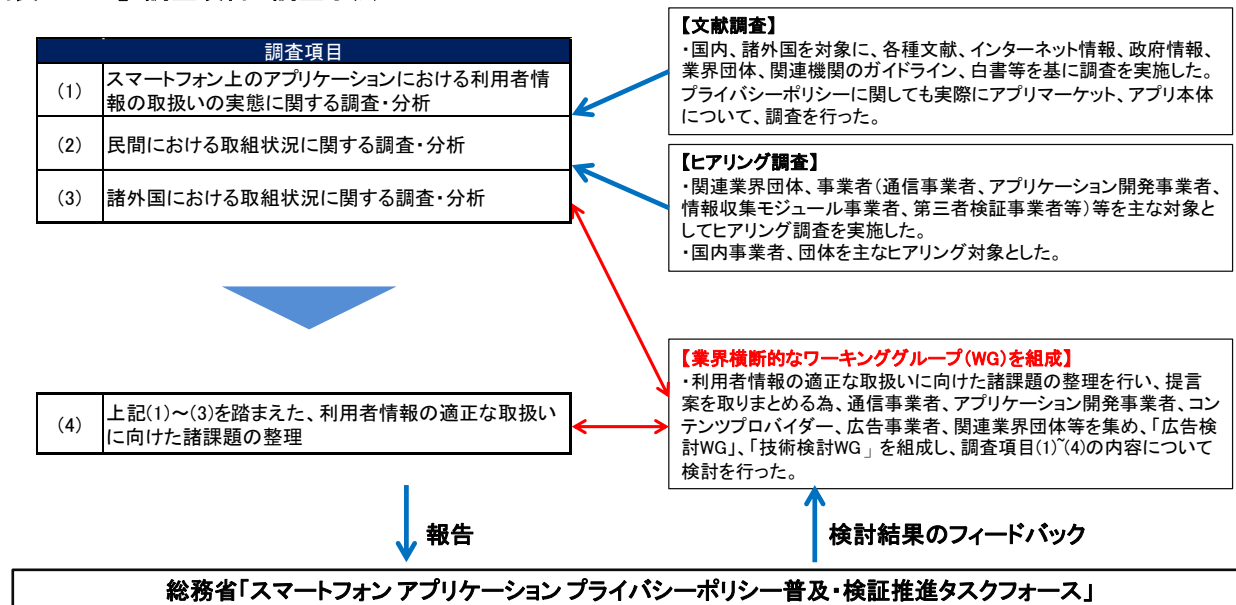 調査項目
(1) スマートフォン上のアプリケーションにおける利用者情
報の取扱いの実態に関する調査・分析
(2) 民間における取組状況に関する調査・分析
(3) 諸外国における取組状況に関する調査・分析
【文献調査】
・国内、諸外国を対象に、各種文献、インターネット情報、政府情報、
業界団体、関連機関のガイドライン、白書等を基に調査を実施した。
プライバシーポリシーに関しても実際にアプリマーケット、アプリ本体
について、調査を行った。
【ヒアリング調査】
・関連業界団体、事業者(通信事業者、アプリケーション開発事業者、
情報収集モジュール事業者、第三者検証事業者等)等を主な対象と
してヒアリング調査を実施した。
・国内事業者、団体を主なヒアリング対象とした。
(4) 上記(1)~(3)を踏まえた、利用者情報の適正な取扱い
に向けた諸課題の整理
【業界横断的なワーキンググループ(WG)を組成】
・利用者情報の適正な取扱いに向けた諸課題の整理を行い、提言
案を取りまとめる為、通信事業者、アプリケーション開発事業者、コン
テンツプロバイダー、広告事業者、関連業界団体等を集め、「広告検
討WG」、「技術検討WG 」を組成し、調査項目(1)~(4)の内容について
検討を行った。
報告
検討結果のフィードバック
総務省「スマートフォン アプリケーション プライバシーポリシー普及・検証推進タスクフォース」